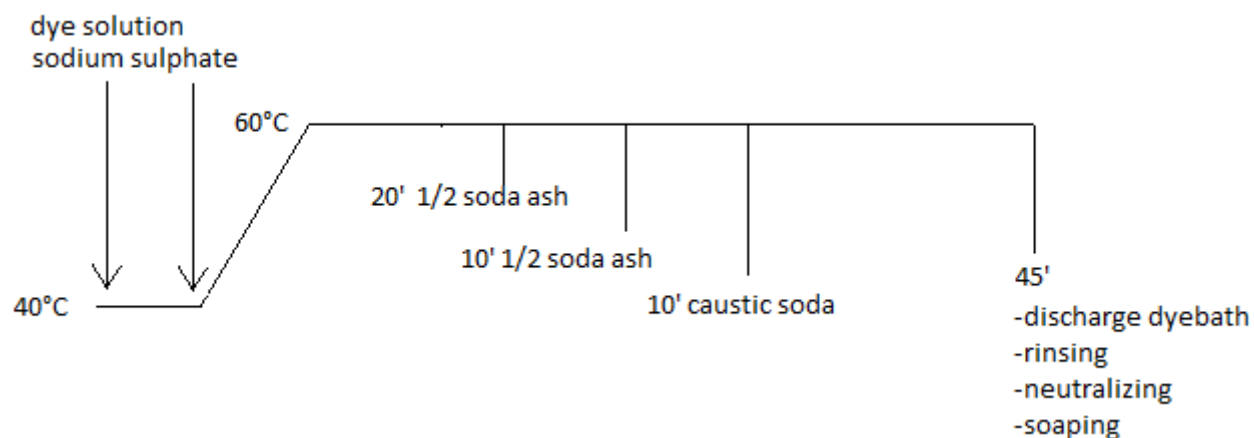 dye solution
sodium sulphate
60°C
20' 1/2 soda ash
10' 1/2 soda ash
40°C
10' caustic soda
45'
-discharge dyebath
-rinsing
-neutralizing
-soaping